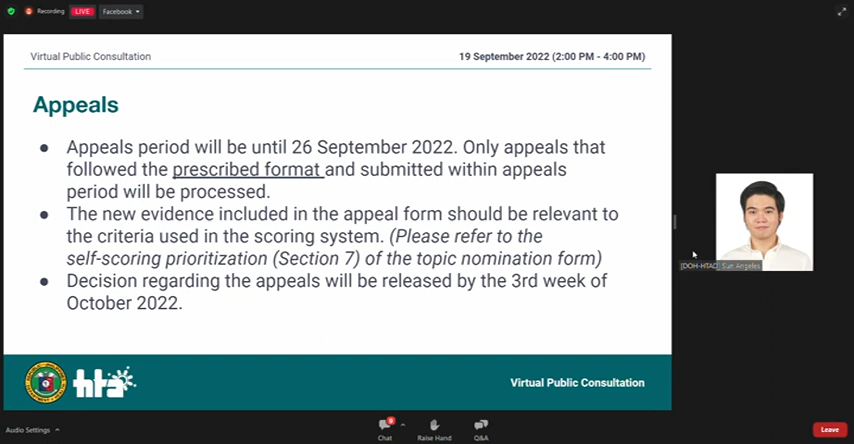 Recording
LIVE
Facebook
Virtual Public Consultation
19 September 2022 (2:00 PM - 4:00 PM)
Appeals
Appeals period will be until 26 September 2022. Only appeals that
followed the prescribed format and submitted within appeals
period will be processed.
The new evidence included in the appeal form should be relevant to
the criteria used in the scoring system. (Please refer to the
self-scoring prioritization (Section 7) of the topic nomination form)
Decision regarding the appeals will be released by the 3rd week of
October 2022.
[DOH-HTAC] Sun Angeles
hta
Virtual Public Consultation
Audio Settings
8
Chat
Raise Hand
Q&A
Leave